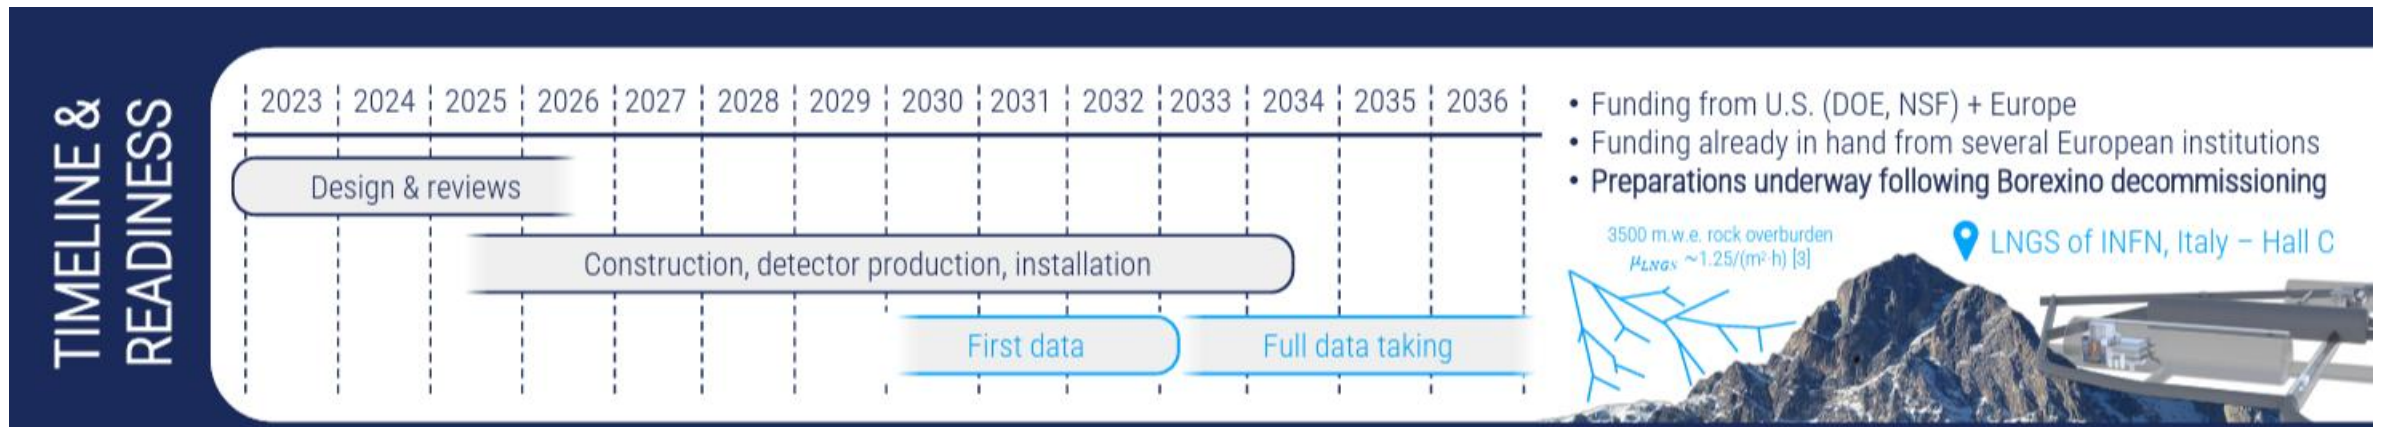 TIMELINE &
READINESS
2023 2024 2025 2026 2027 2028 2029 2030 2031 2032 2033 2034 2035 2036
Design & reviews
Construction, detector production, installation
First data
Full data taking
• Funding from U.S. (DOE, NSF) + Europe
• Funding already in hand from several European institutions
• Preparations underway following Borexino decommissioning
3500 m.w.e. rock overburden
μLNGS ~1.25/(m²·h) [3]
LNGS of INFN, Italy – Hall C